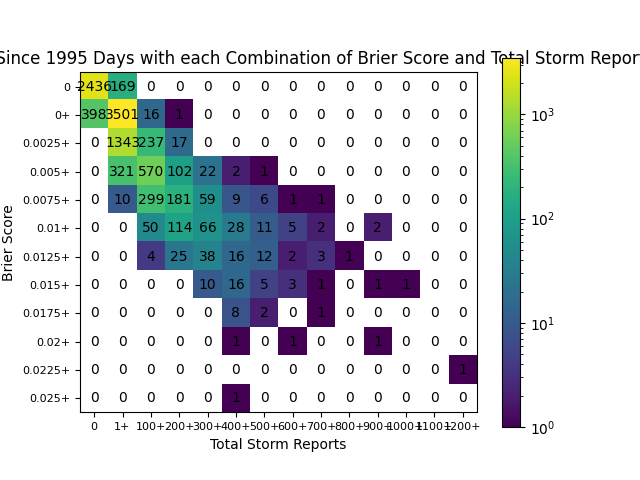 Since 1995 Days with each Combination of Brier Score and Total Storm Report
0 2436 169 0 0 0 0 0 0 0 0 0 0 0 0
0+ 398 3501 16 1 0 0 0 0 0 0 0 0 0 0
0.0025+ 0 1343 237 17 0 0 0 0 0 0 0 0 0 0
0.005+ 0 321 570 102 22 2 1 0 0 0 0 0 0 0
0.0075+ 0 10 299 181 59 9 6 1 1 0 0 0 0 0
0.01+ 0 0 50 114 66 28 11 5 2 0 2 0 0 0
0.0125+ 0 0 4 25 38 16 12 2 3 1 0 0 0 0
0.015+ 0 0 0 0 10 16 5 3 1 0 1 1 0 0
0.0175+ 0 0 0 0 0 8 2 0 1 0 0 0 0 0
0.02+ 0 0 0 0 0 1 0 1 0 0 1 0 0 0
0.0225+ 0 0 0 0 0 0 0 0 0 0 0 0 0 1
0.025+ 0 0 0 0 0 1 0 0 0 0 0 0 0 0
0 1+ 100+ 200+ 300+ 400+ 500+ 600+ 700+ 800+ 900+ 1000+ 1100+ 1200+
Total Storm Reports
Brier Score
10³
10²
10¹
10⁰